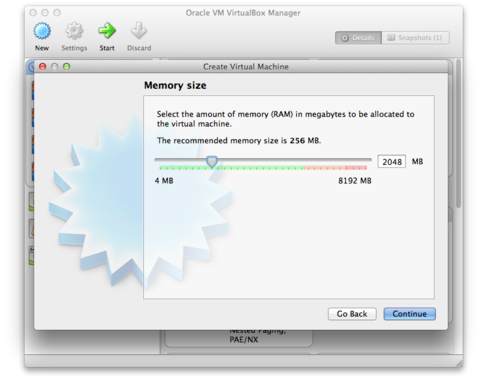 Oracle VM VirtualBox Manager
New
Settings
Start
Discard
Details
Snapshots (1)
Create Virtual Machine
Memory size
Select the amount of memory (RAM) in megabytes to be allocated to
the virtual machine.
The recommended memory size is 256 MB.
2048 MB
4 MB
8192 MB
Go Back
Continue
Nested Paging,
PAE/NX